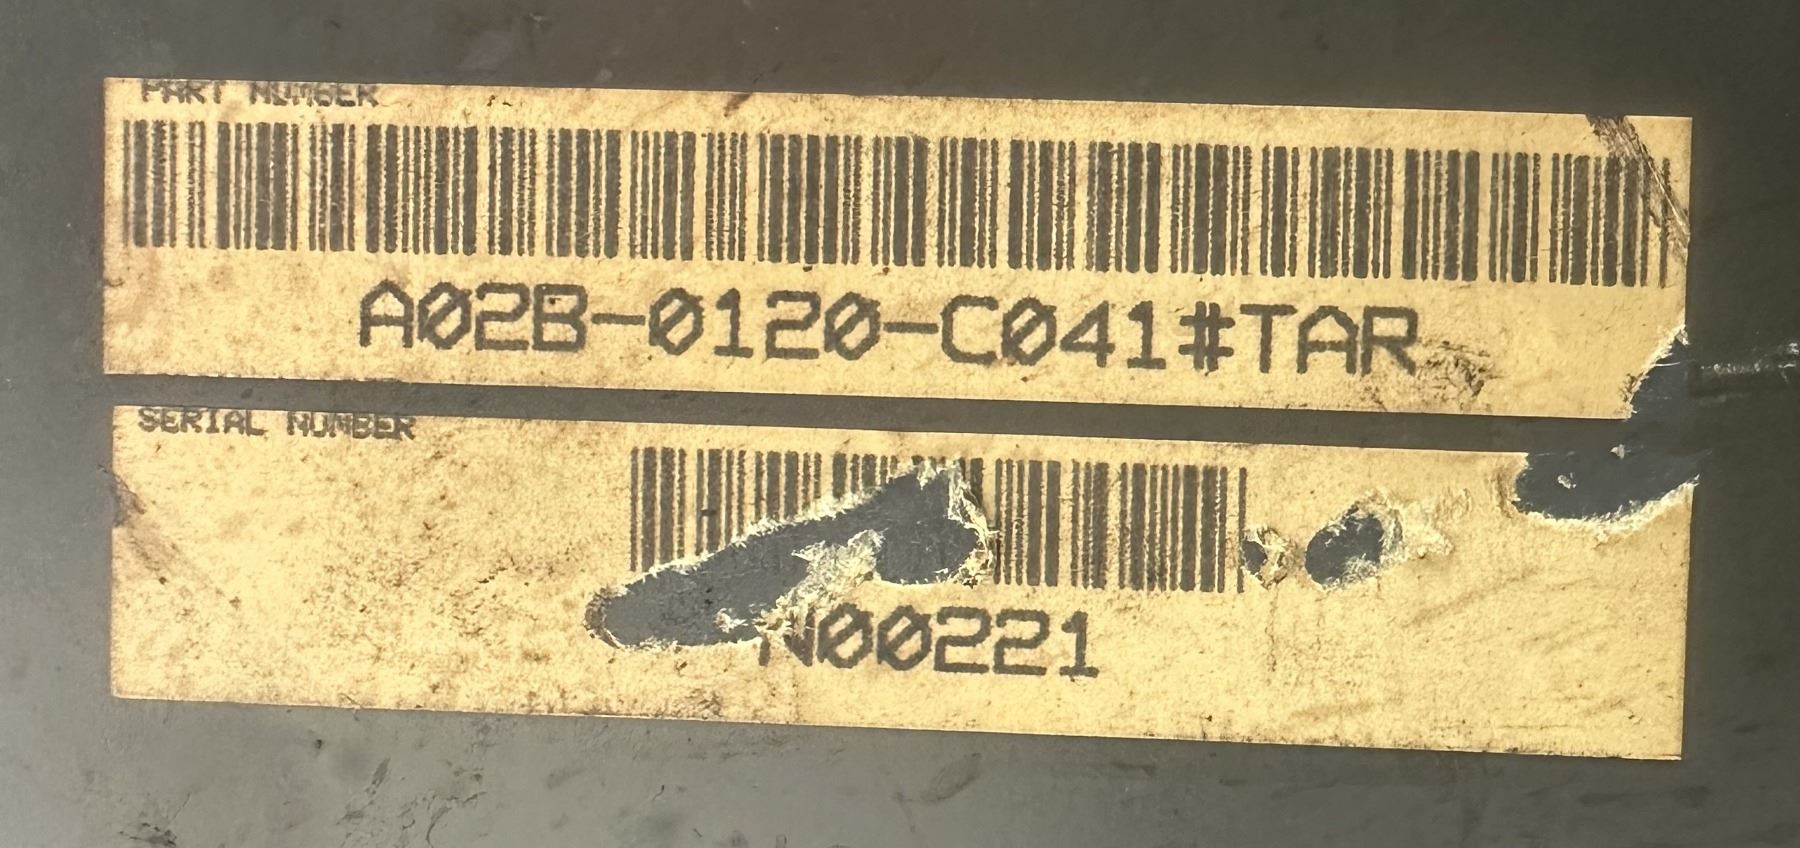 PART NUMBER
A02B-0120-C041#TAR
SERIAL NUMBER
N00221